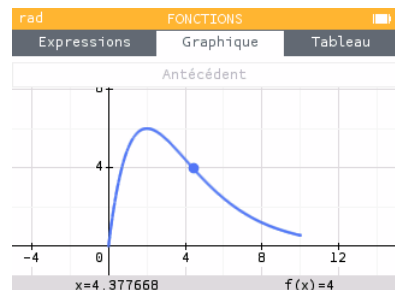 rad FONCTIONS
Expressions Graphique Tableau
Antécédent
4
-4 0 4 8 12
x=4.377668 f(x)=4